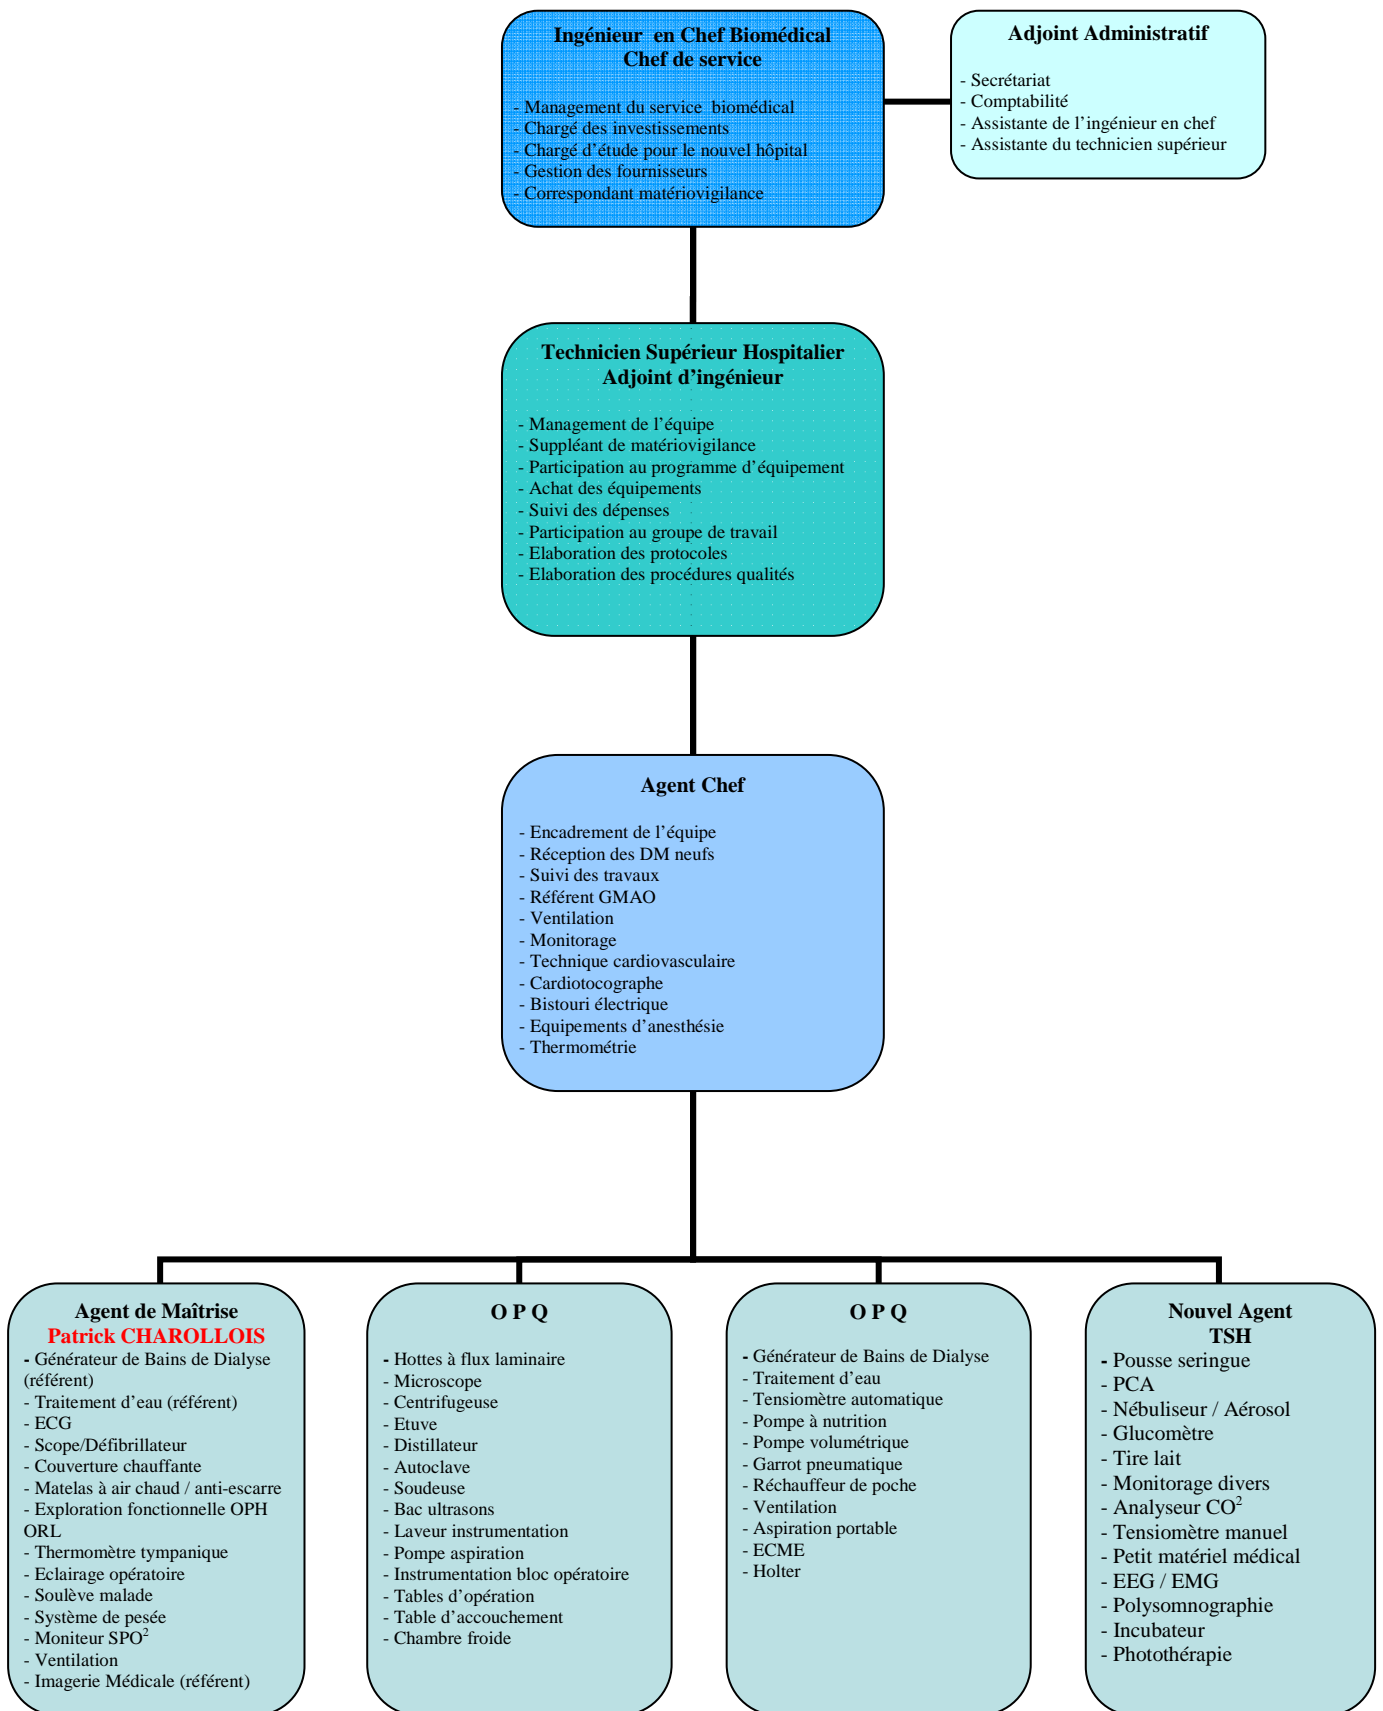 Ingénieur en Chef Biomédical
Chef de service
- Management du service biomédical
- Chargé des investissements
- Chargé d’étude pour le nouvel hôpital
- Gestion des fournisseurs
- Correspondant matériovigilance
Adjoint Administratif
- Secrétariat
- Comptabilité
- Assistante de l’ingénieur en chef
- Assistante du technicien supérieur
Technicien Supérieur Hospitalier
Adjoint d’ingénieur
- Management de l’équipe
- Suppléant de matériovigilance
- Participation au programme d’équipement
- Achat des équipements
- Suivi des dépenses
- Participation au groupe de travail
- Elaboration des protocoles
- Elaboration des procédures qualités
Agent Chef
- Encadrement de l’équipe
- Réception des DM neufs
- Suivi des travaux
- Référent GMAO
- Ventilation
- Monitorage
- Technique cardiovasculaire
- Cardiotocographe
- Bistouri électrique
- Equipements d’anesthésie
- Thermométrie
Agent de Maîtrise
Patrick CHAROLLOIS
- Générateur de Bains de Dialyse
(référent)
- Traitement d’eau (référent)
- ECG
- Scope/Défibrillateur
- Couverture chauffante
- Matelas à air chaud / anti-escarre
- Exploration fonctionnelle OPH
ORL
- Thermomètre tympanique
- Eclairage opératoire
- Soulève malade
- Système de pesée
- Moniteur SPO²
- Ventilation
- Imagerie Médicale (référent)
O P Q
- Hottes à flux laminaire
- Microscope
- Centrifugeuse
- Etuve
- Distillateur
- Autoclave
- Soudeuse
- Bac ultrasons
- Laveur instrumentation
- Pompe aspiration
- Instrumentation bloc opératoire
- Tables d’opération
- Table d’accouchement
- Chambre froide
O P Q
- Générateur de Bains de Dialyse
- Traitement d’eau
- Tensiomètre automatique
- Pompe à nutrition
- Pompe volumétrique
- Garrot pneumatique
- Réchauffeur de poche
- Ventilation
- Aspiration portable
- ECME
- Holter
Nouvel Agent
TSH
- Pousse seringue
- PCA
- Nébuliseur / Aérosol
- Glucomètre
- Tire lait
- Monitorage divers
- Analyseur CO²
- Tensiomètre manuel
- Petit matériel médical
- EEG / EMG
- Polysomnographie
- Incubateur
- Photothérapie